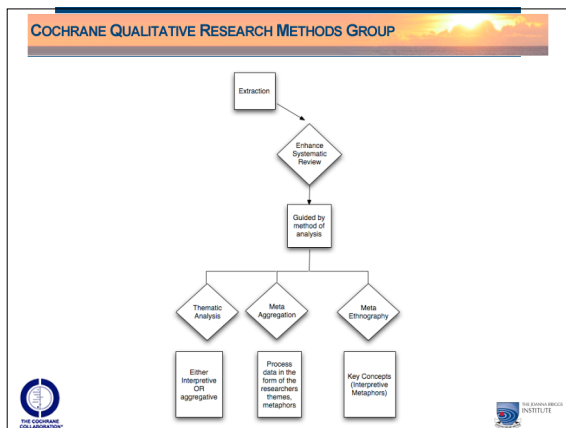 COCHRANE QUALITATIVE RESEARCH METHODS GROUP
Extraction
Enhance
Systematic
Review
Guided by
method of
analysis
Thematic
Analysis
Meta
Aggregation
Meta
Ethnography
Either
Interpretive
OR
aggregative
Process
data in the
form of the
researchers
themes,
metaphors
Key Concepts
(Interpretive
Metaphors)
THE COCHRANE
COLLABORATION®
THE JOANNA BRIGGS
INSTITUTE